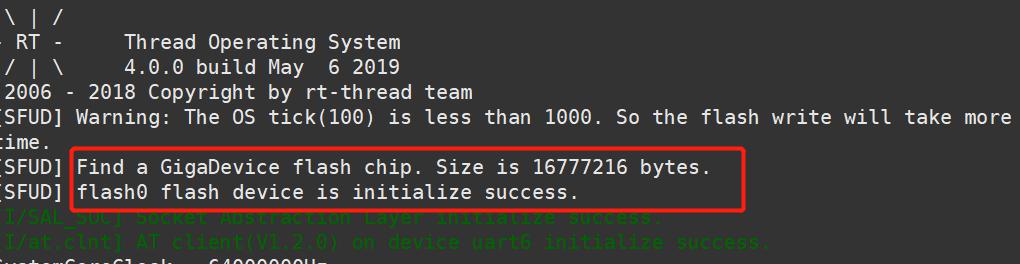 \ | /
- RT -     Thread Operating System
/ | \     4.0.0 build May  6 2019
2006 - 2018 Copyright by rt-thread team
[SFUD] Warning: The OS tick(100) is less than 1000. So the flash write will take more
time.
[SFUD] Find a GigaDevice flash chip. Size is 16777216 bytes.
[SFUD] flash0 flash device is initialize success.
[I/SAL_SOC] Socket Abstraction Layer initialize success.
[I/at.clnt] AT client(V1.2.0) on device uart6 initialize success.
SystemCoreClock = 64000000Hz